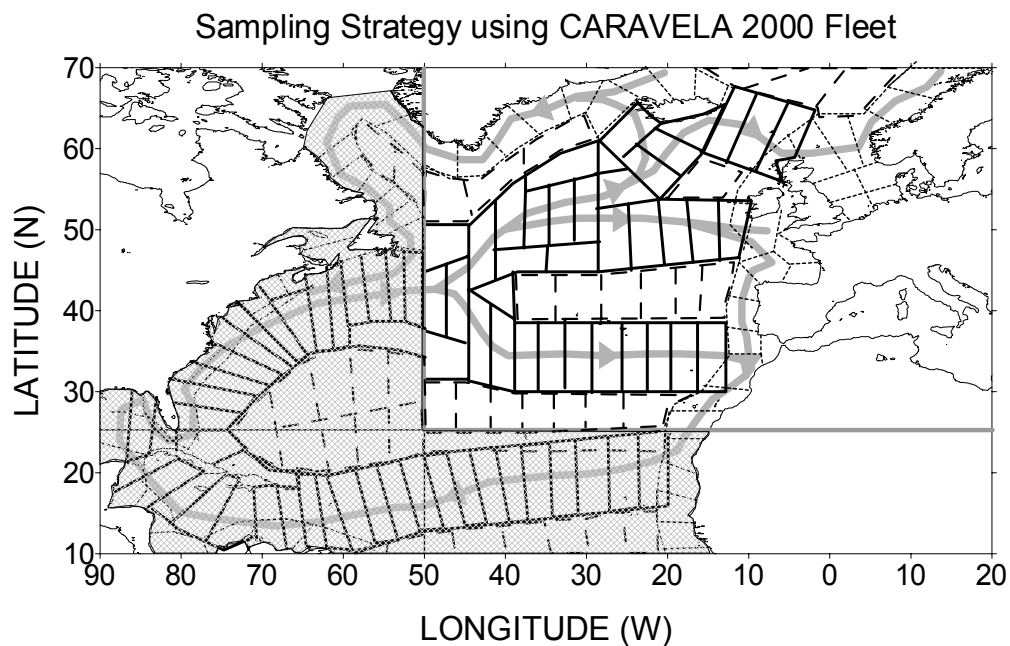 Sampling Strategy using CARAVELA 2000 Fleet
70
60
50
40
30
20
10
LATITUDE (N)
90 80 70 60 50 40 30 20 10 0 10 20
LONGITUDE (W)